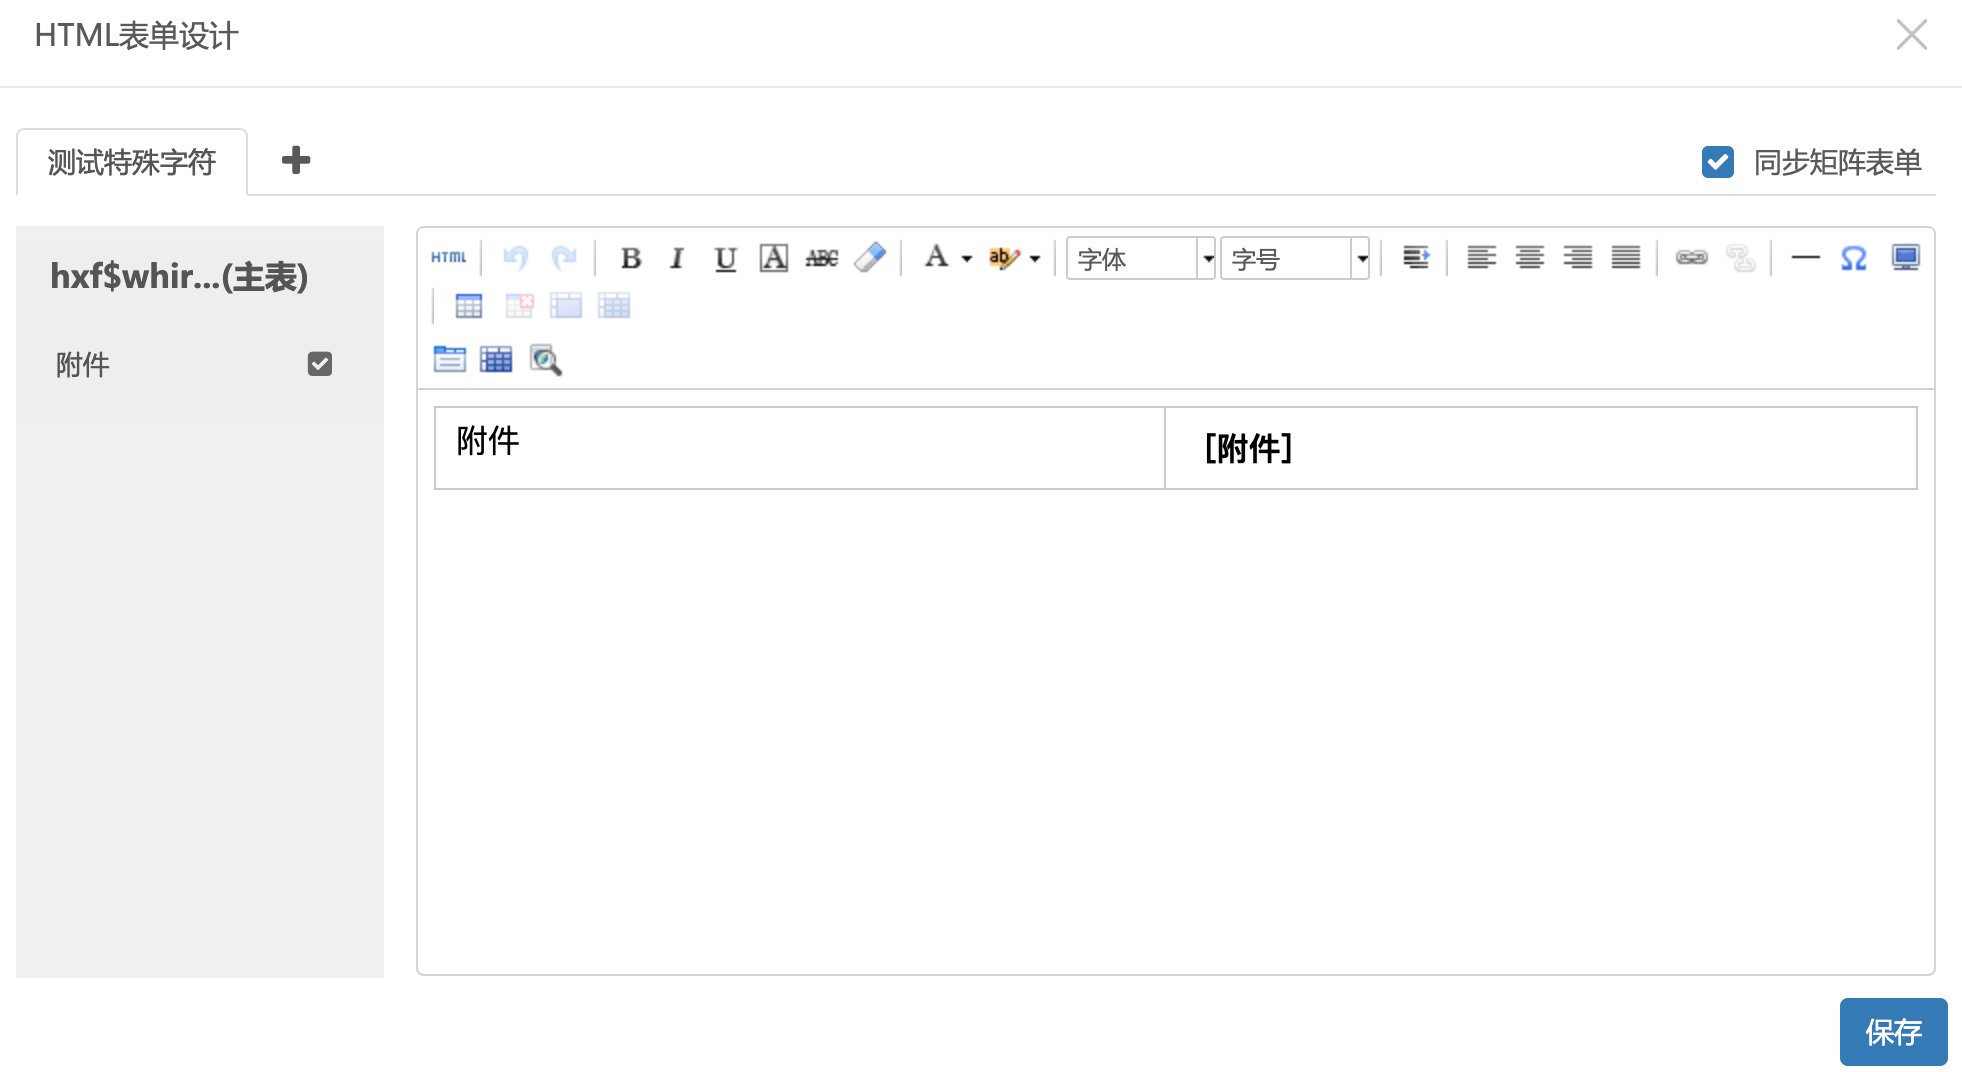 HTML表单设计
测试特殊字符
同步矩阵表单
hxf$whir...(主表)
附件
HTML B I U A ABC A ab 字体 字号 Ω
附件 [附件]
保存